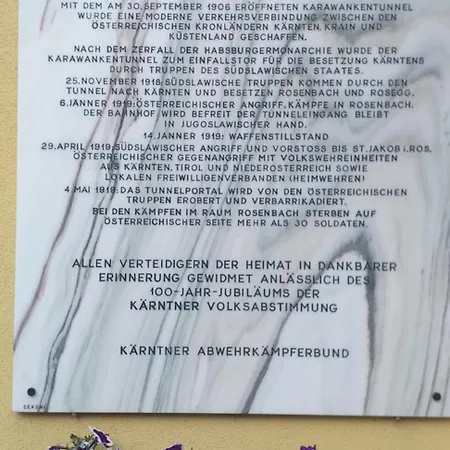 MIT DEM AM 30. SEPTEMBER 1906 ERÖFFNETEN KARAWANKENTUNNEL
WURDE EINE MODERNE VERKEHRSVERBINDUNG ZWISCHEN DEN
ÖSTERREICHISCHEN KRONLÄNDERN KÄRNTEN, KRAIN UND
KÜSTENLAND GESCHAFFEN.
NACH DEM ZERFALL DER HABSBURGERMONARCHIE WURDE DER
KARAWANKENTUNNEL ZUM EINFALLSTOR FÜR DIE BESETZUNG KÄRNTENS
DURCH TRUPPEN DES SÜDSLAWISCHEN STAATES.
25. NOVEMBER 1918: SÜDSLAWISCHE TRUPPEN KOMMEN DURCH DEN
TUNNEL NACH KÄRNTEN UND BESETZEN ROSENBACH UND ROSEGG.
6. JÄNNER 1919: ÖSTERREICHISCHER ANGRIFF, KÄMPFE IN ROSENBACH.
DER BAHNHOF WIRD BEFREIT DER TUNNELEINGANG BLEIBT
IN JUGOSLAWISCHER HAND.
14. JÄNNER 1919: WAFFENSTILLSTAND
29. APRIL 1919: SÜDSLAWISCHER ANGRIFF UND VORSTOSS BIS ST. JAKOB i. ROS.
ÖSTERREICHISCHER GEGENANGRIFF MIT VOLKSWEHREINHEITEN
AUS KÄRNTEN, TIROL UND NIEDERÖSTERREICH SOWIE
LOKALEN FREIWILLIGENVERBÄNDEN (HEIMWEHREN)
4. MAI 1919: DAS TUNNELPORTAL WIRD VON DEN ÖSTERREICHISCHEN
TRUPPEN EROBERT UND VERBARRIKADIERT.
BEI DEN KÄMPFEN IM RAUM ROSENBACH STERBEN AUF
ÖSTERREICHISCHER SEITE MEHR ALS 30 SOLDATEN.
ALLEN VERTEIDIGERN DER HEIMAT IN DANKBARER
ERINNERUNG GEWIDMET ANLÄSSLICH DES
100-JAHR-JUBILÄUMS DER
KÄRNTNER VOLKSABSTIMMUNG
KÄRNTNER ABWEHRKÄMPFERBUND